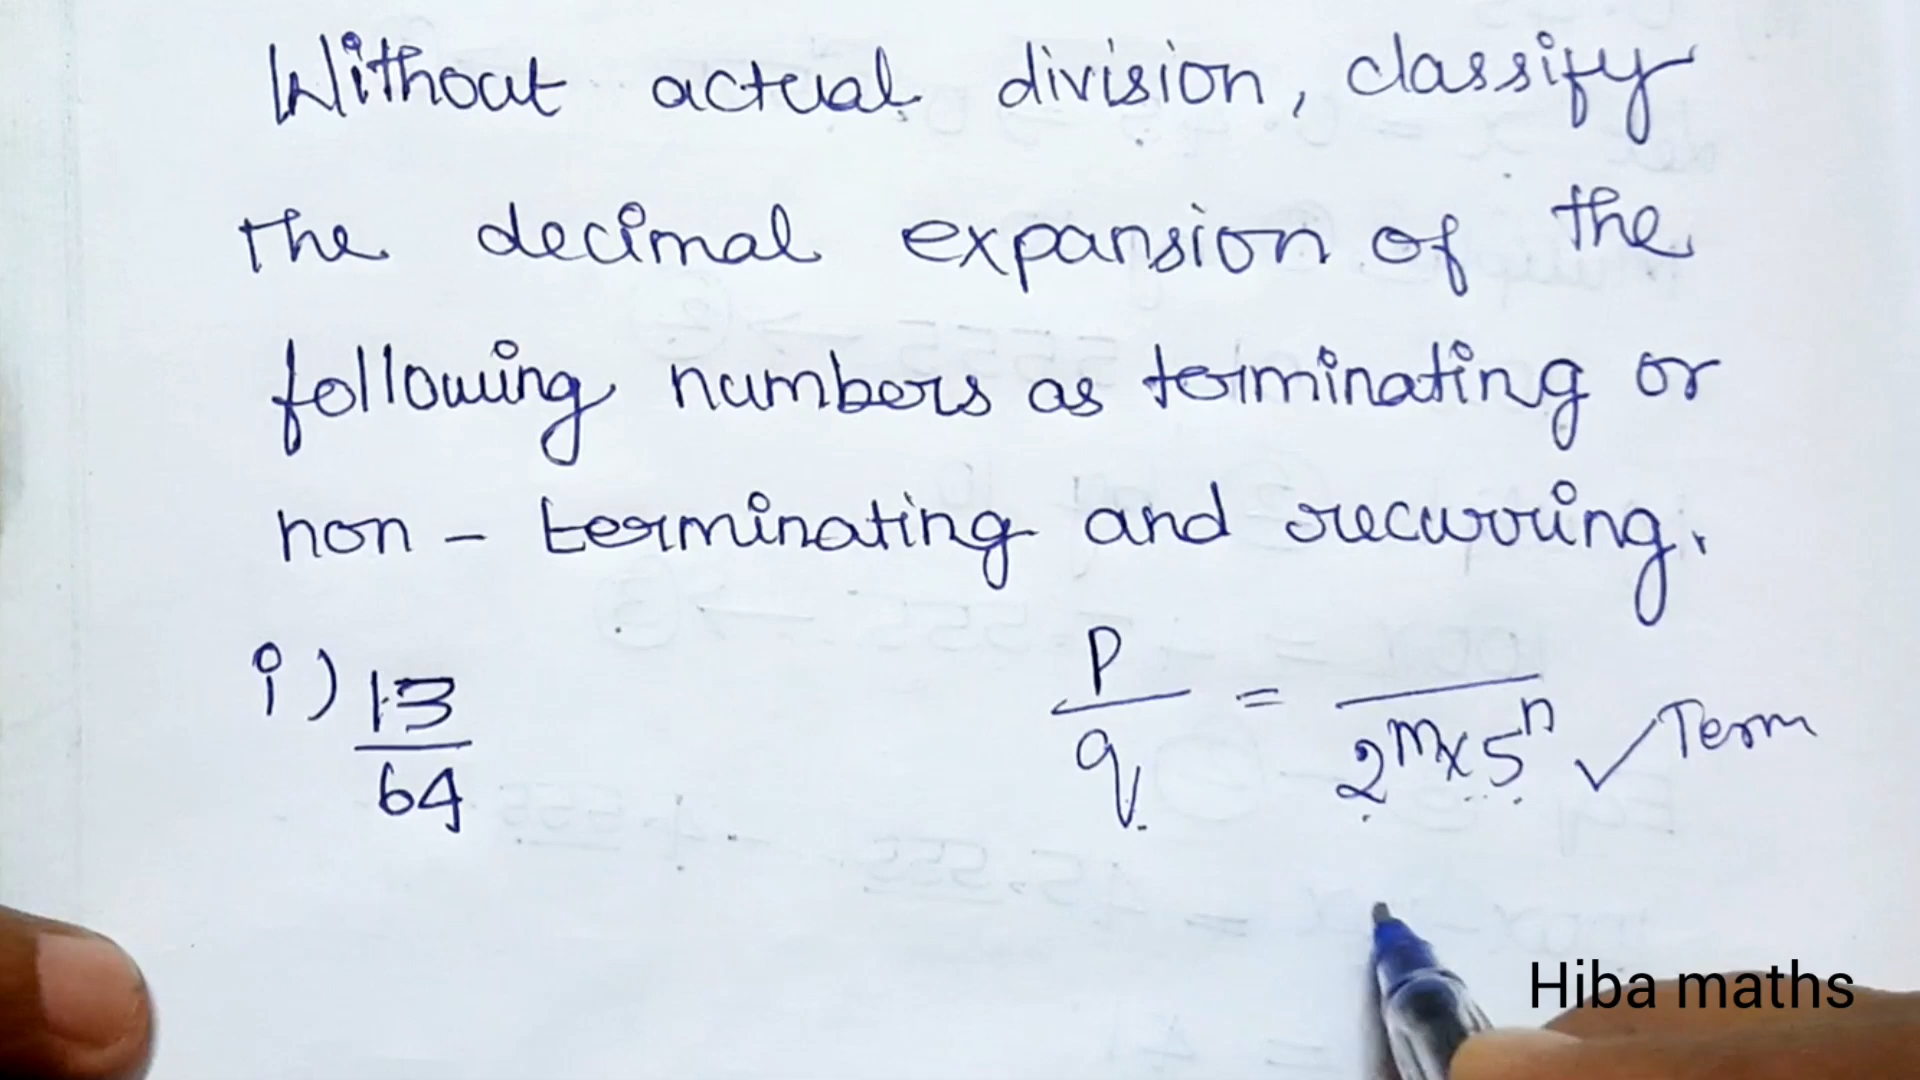 Without actual division, classify
the decimal expansion of the
following numbers as terminating or
non - terminating and recurring.
i) 13/64
p/q = /2^m x 5^n ✓ Term
Hiba maths